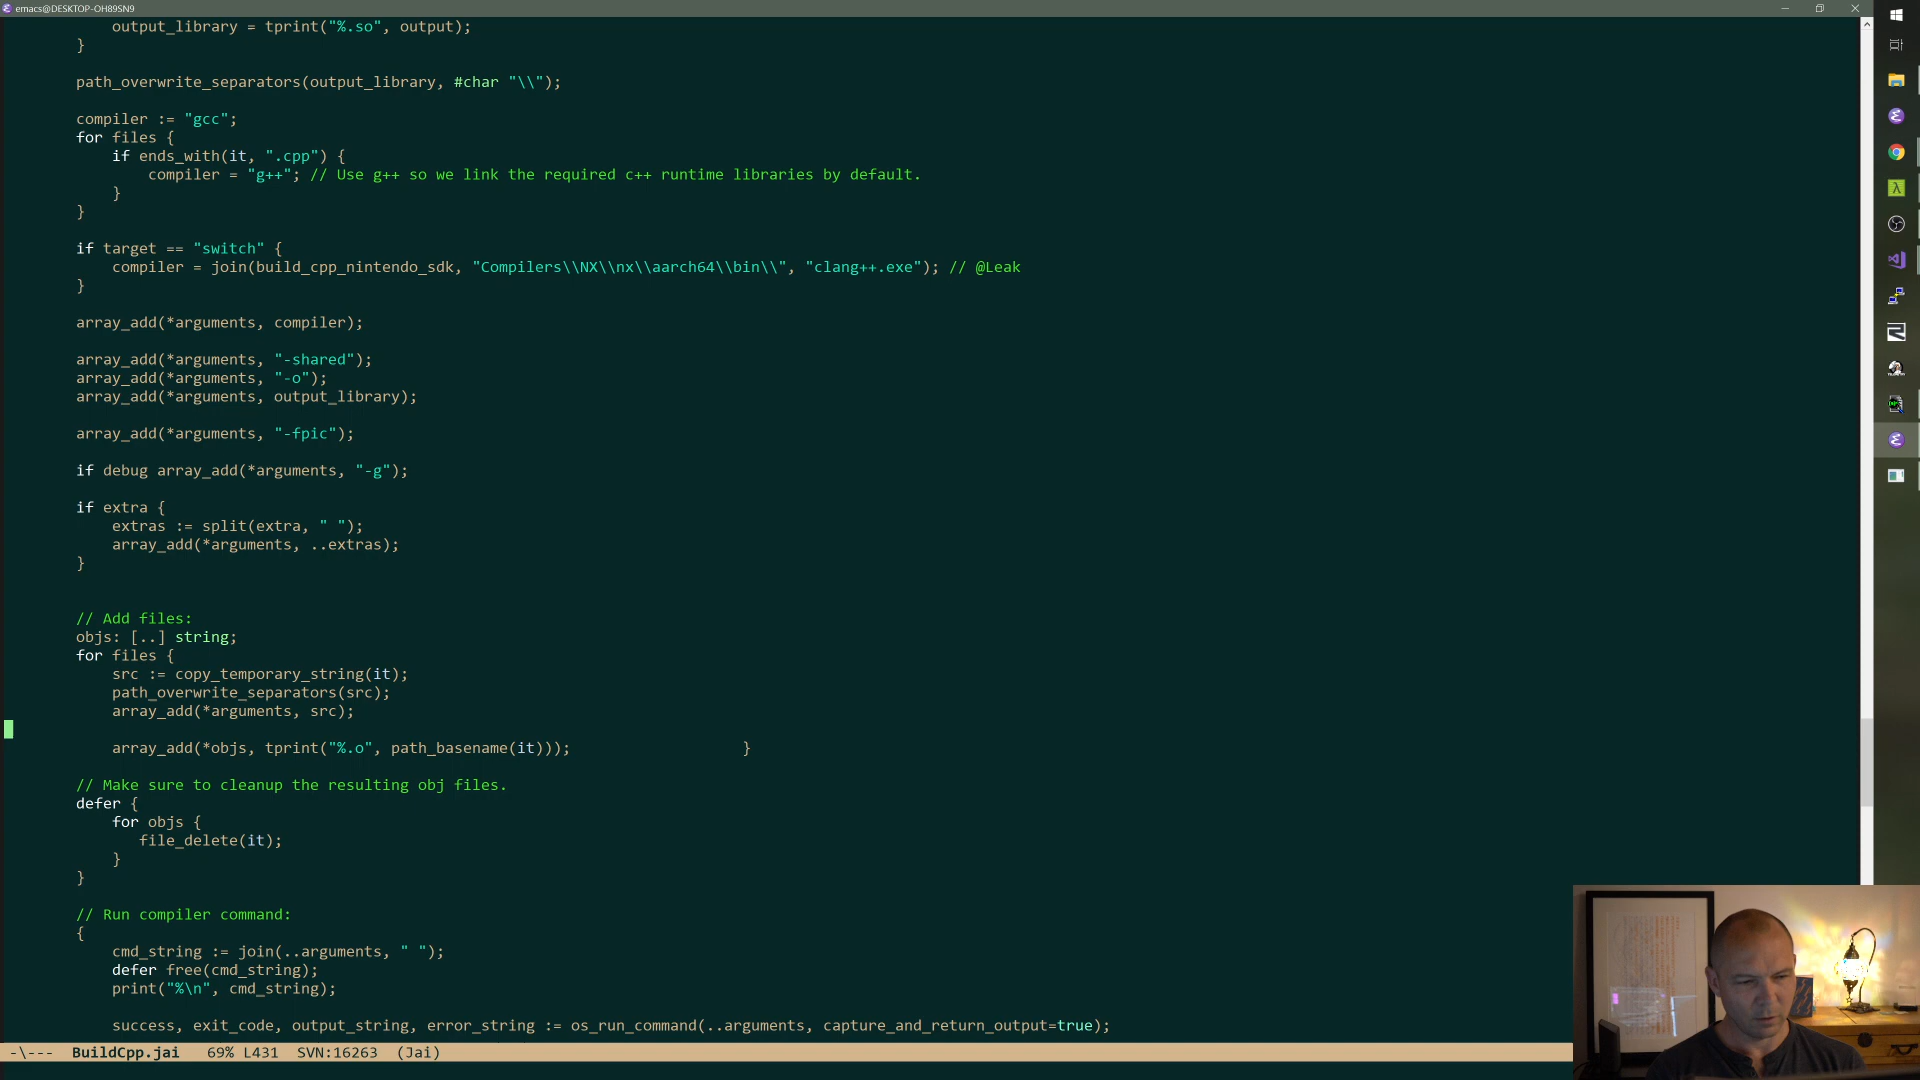 emacs@DESKTOP-OH89SN9
output_library = tprint("%.so", output);
}
path_overwrite_separators(output_library, #char "\\");
compiler := "gcc";
for files {
if ends_with(it, ".cpp") {
compiler = "g++"; // Use g++ so we link the required c++ runtime libraries by default.
}
}
if target == "switch" {
compiler = join(build_cpp_nintendo_sdk, "Compilers\\NX\\nx\\aarch64\\bin\\", "clang++.exe"); // @Leak
}
array_add(*arguments, compiler);
array_add(*arguments, "-shared");
array_add(*arguments, "-o");
array_add(*arguments, output_library);
array_add(*arguments, "-fpic");
if debug array_add(*arguments, "-g");
if extra {
extras := split(extra, " ");
array_add(*arguments, ..extras);
}
// Add files:
objs: [..] string;
for files {
src := copy_temporary_string(it);
path_overwrite_separators(src);
array_add(*arguments, src);
array_add(*objs, tprint("%.o", path_basename(it))); }
// Make sure to cleanup the resulting obj files.
defer {
for objs {
file_delete(it);
}
}
// Run compiler command:
{
cmd_string := join(..arguments, " ");
defer free(cmd_string);
print("%\n", cmd_string);
success, exit_code, output_string, error_string := os_run_command(..arguments, capture_and_return_output=true);
-\--- BuildCpp.jai 69% L431 SVN:16263 (Jai)